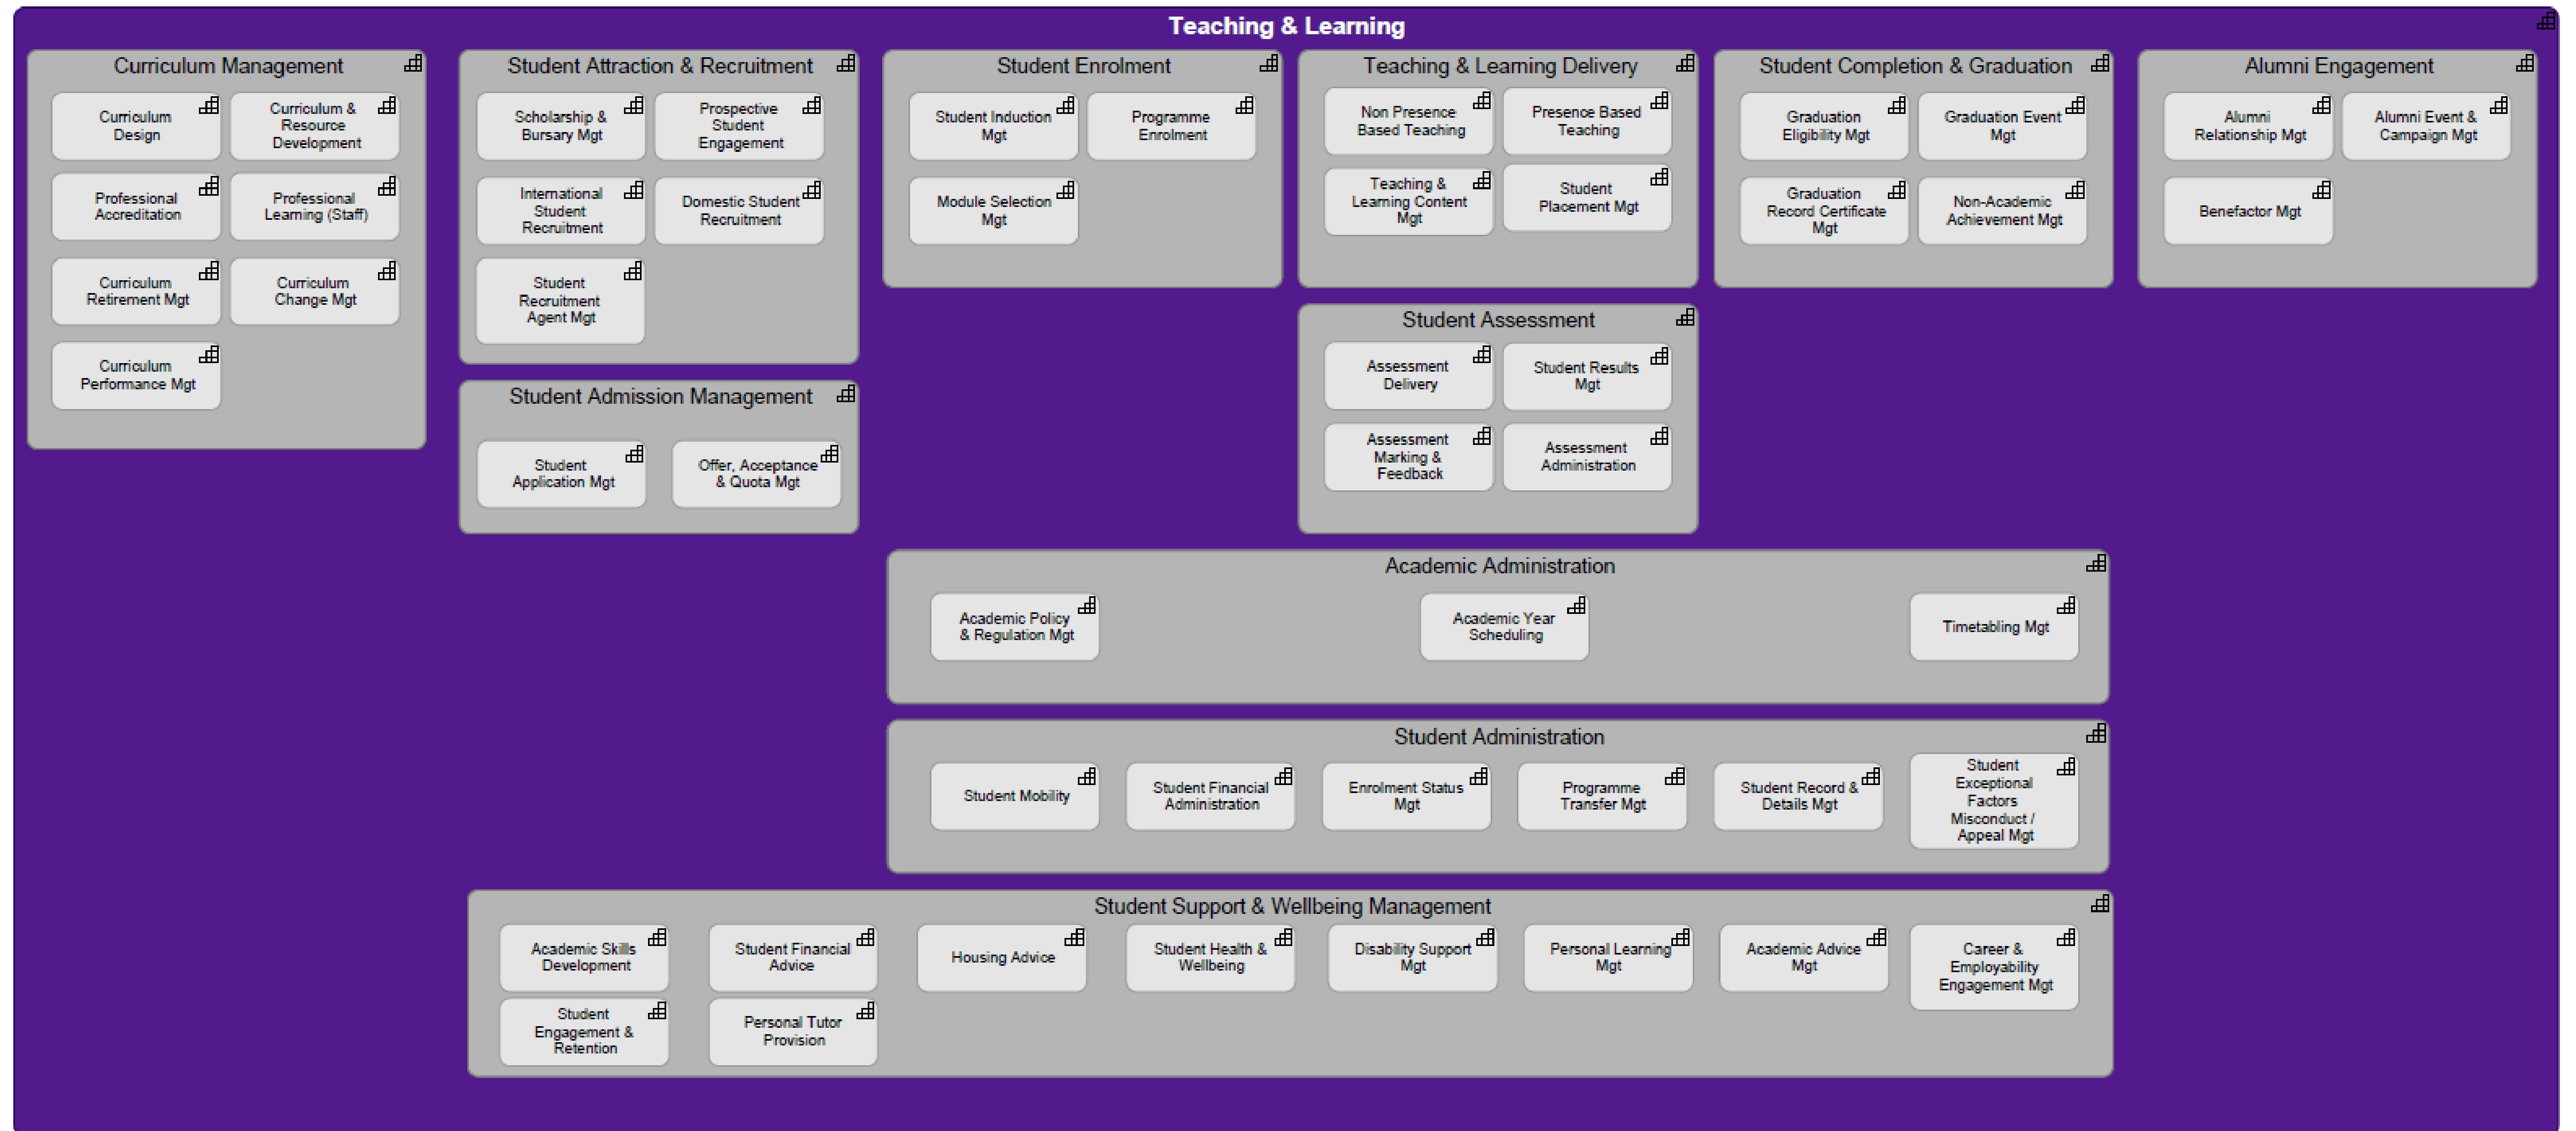 Teaching & Learning
Curriculum Management
Curriculum
Design
Curriculum &
Resource
Development
Professional
Accreditation
Professional
Learning (Staff)
Curriculum
Retirement Mgt
Curriculum
Change Mgt
Curriculum
Performance Mgt
Student Attraction & Recruitment
Scholarship &
Bursary Mgt
Prospective
Student
Engagement
International
Student
Recruitment
Domestic Student
Recruitment
Student
Recruitment
Agent Mgt
Student Admission Management
Student
Application Mgt
Offer, Acceptance
& Quota Mgt
Student Enrolment
Student Induction
Mgt
Programme
Enrolment
Module Selection
Mgt
Teaching & Learning Delivery
Non Presence
Based Teaching
Presence Based
Teaching
Teaching &
Learning Content
Mgt
Student
Placement Mgt
Student Assessment
Assessment
Delivery
Student Results
Mgt
Assessment
Marking &
Feedback
Assessment
Administration
Student Completion & Graduation
Graduation
Eligibility Mgt
Graduation Event
Mgt
Graduation
Record Certificate
Mgt
Non-Academic
Achievement Mgt
Alumni Engagement
Alumni
Relationship Mgt
Alumni Event &
Campaign Mgt
Benefactor Mgt
Academic Administration
Academic Policy
& Regulation Mgt
Academic Year
Scheduling
Timetabling Mgt
Student Administration
Student Mobility
Student Financial
Administration
Enrolment Status
Mgt
Programme
Transfer Mgt
Student Record &
Details Mgt
Student
Exceptional
Factors
Misconduct /
Appeal Mgt
Student Support & Wellbeing Management
Academic Skills
Development
Student Financial
Advice
Housing Advice
Student Health &
Wellbeing
Disability Support
Mgt
Personal Learning
Mgt
Academic Advice
Mgt
Career &
Employability
Engagement Mgt
Student
Engagement &
Retention
Personal Tutor
Provision